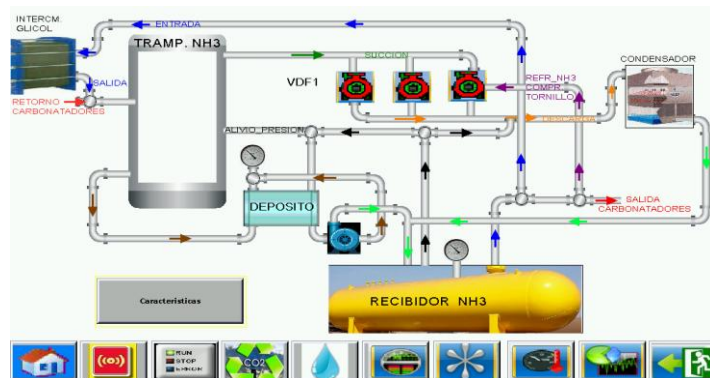 INTERCM.
GLICOL
ENTRADA
TRAMP. NH3
SUCCION
CONDENSADOR
VDF1
SALIDA
REFR_NH3
COMPR
TORNILLO
RETORNO
CARBONATADORES
ALIVIO_PRESION
DESCARGA
DEPOSITO
SALIDA
CARBONATADORES
RECIBIDOR NH3
Caracteristicas
RUN
STOP
CO2